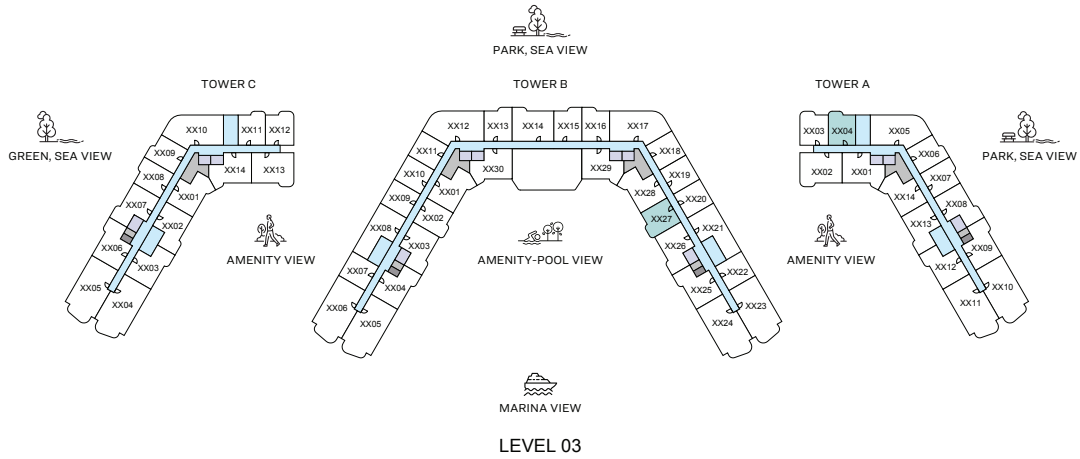 PARK, SEA VIEW
TOWER C
TOWER B
TOWER A
GREEN, SEA VIEW
PARK, SEA VIEW
XX10
XX11
XX12
XX09
XX08
XX07
XX06
XX05
XX04
XX03
XX02
XX01
XX14
XX13
AMENITY VIEW
XX12
XX13
XX14
XX15
XX16
XX17
XX11
XX10
XX09
XX08
XX07
XX06
XX05
XX04
XX03
XX02
XX01
XX30
XX29
XX28
XX27
XX26
XX25
XX24
XX18
XX19
XX20
XX21
XX22
XX23
AMENITY-POOL VIEW
AMENITY VIEW
XX03
XX04
XX05
XX02
XX01
XX06
XX07
XX08
XX09
XX10
XX14
XX13
XX12
XX11
MARINA VIEW
LEVEL 03